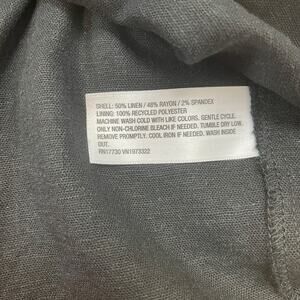 SHELL: 50% LINEN / 48% RAYON / 2% SPANDEX
LINING: 100% RECYCLED POLYESTER
MACHINE WASH COLD WITH LIKE COLORS. GENTLE CYCLE.
ONLY NON-CHLORINE BLEACH IF NEEDED. TUMBLE DRY LOW.
REMOVE PROMPTLY. COOL IRON IF NEEDED. WASH INSIDE
OUT.
RN17730 VN1973322